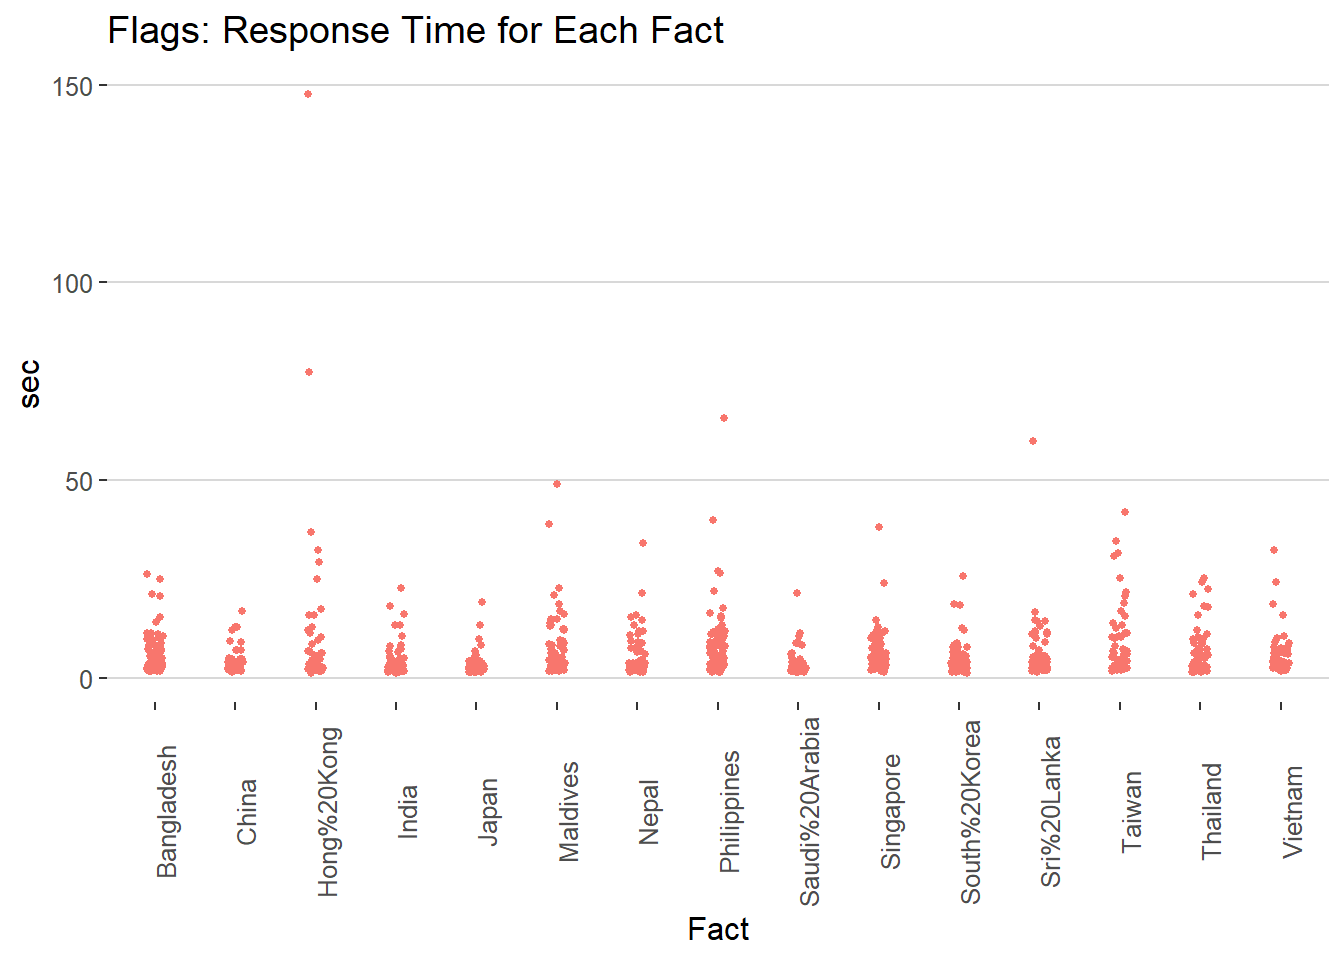 Flags: Response Time for Each Fact
150
100
50
0
sec
Bangladesh
China
Hong%20Kong
India
Japan
Maldives
Nepal
Philippines
Saudi%20Arabia
Singapore
South%20Korea
Sri%20Lanka
Taiwan
Thailand
Vietnam
Fact